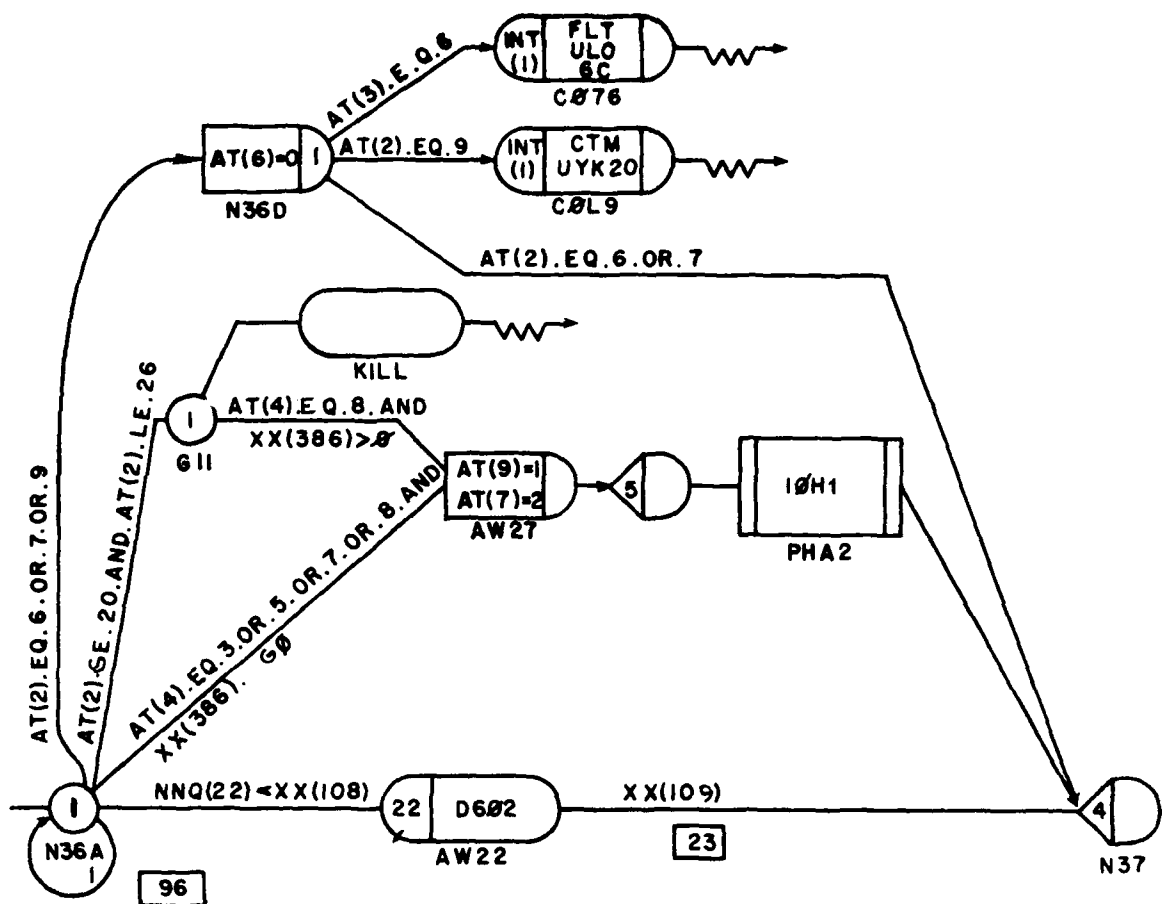 INT
(1)
FLT
ULO
6C
CØ76
AT(3).E.Q.6
AT(6)=0
1
N36D
AT(2).EQ.9
INT
(1)
CTM
UYK20
CØL9
AT(2).EQ.6.OR.7
KILL
1
G11
AT(4).EQ.8.AND
XX(386)>Ø
AT(9)=1
AT(7)=2
AW27
5
1ØH1
PHA2
AT(2).EQ.6.OR.7.OR.9
AT(2).GE.20.AND.AT(2).LE.26
AT(4).EQ.3.OR.5.OR.7.OR.8.AND
XX(386). GØ
N36A
1
96
NNQ(22)<XX(108)
22
D6Ø2
AW22
XX(109)
23
4
N37